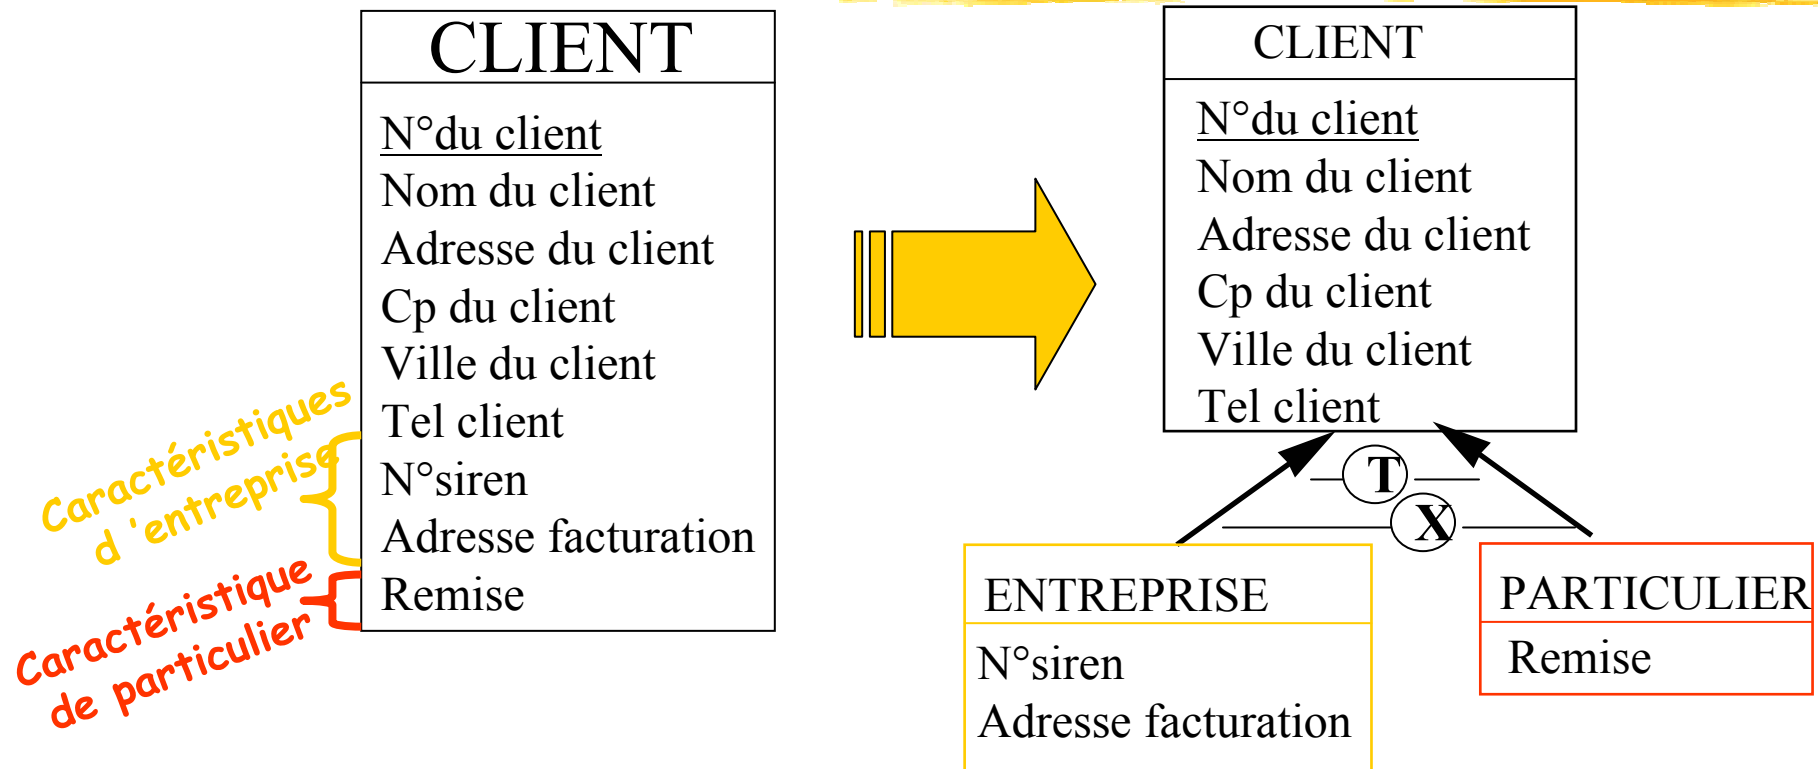 CLIENT
N°du client
Nom du client
Adresse du client
Cp du client
Ville du client
Tel client
N°siren
Adresse facturation
Remise
Caractéristiques
d 'entreprise
Caractéristique
de particulier
CLIENT
N°du client
Nom du client
Adresse du client
Cp du client
Ville du client
Tel client
T
X
ENTREPRISE
N°siren
Adresse facturation
PARTICULIER
Remise